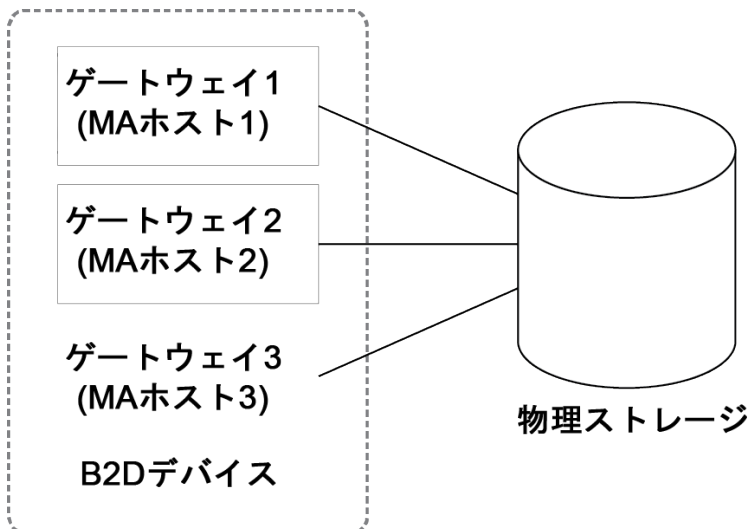 ゲートウェイ1
(MAホスト1)
ゲートウェイ2
(MAホスト2)
ゲートウェイ3
(MAホスト3)
B2Dデバイス
物理ストレージ